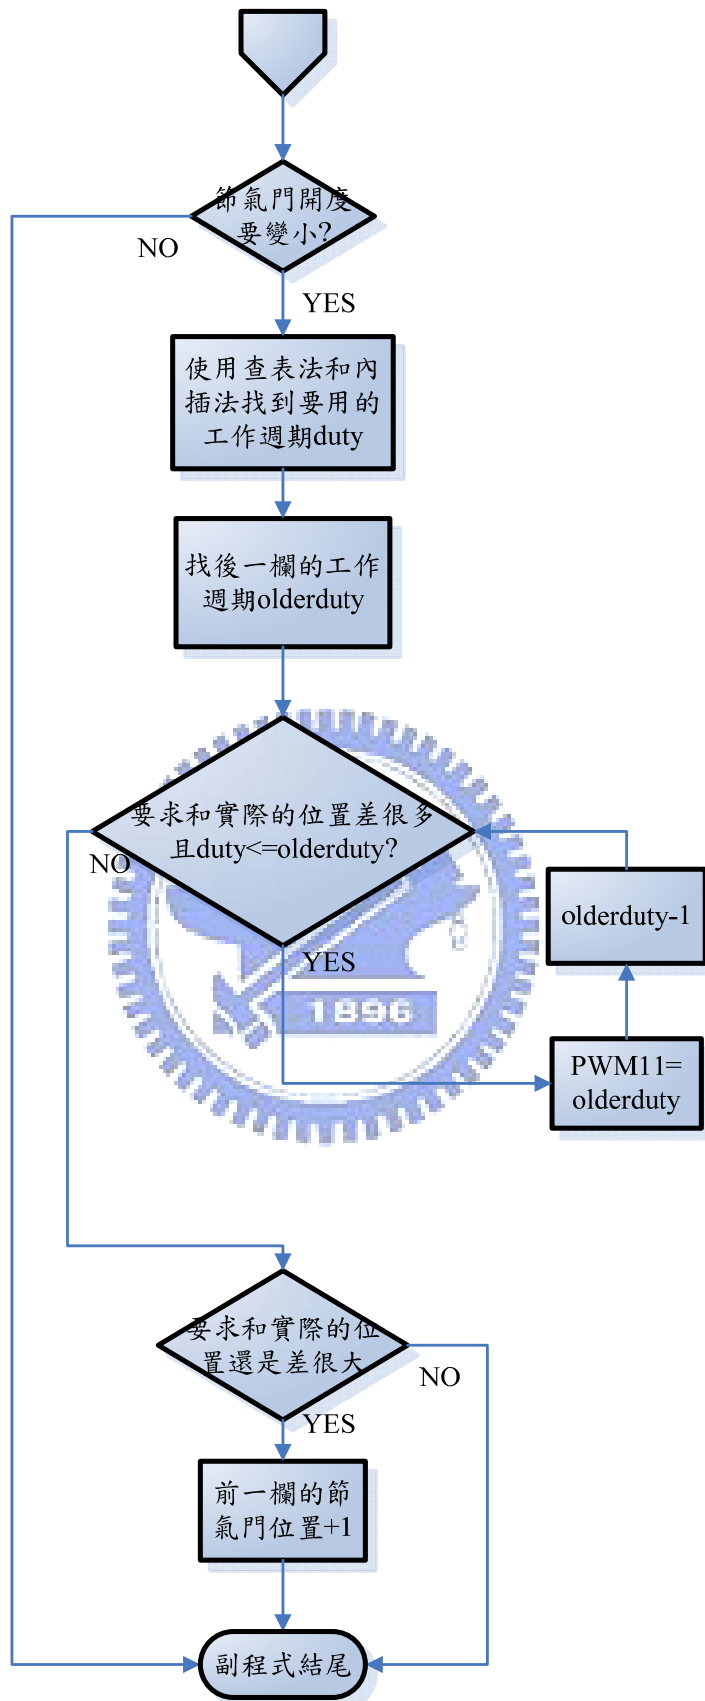 節氣門開度
要變小?
NO
YES
使用查表法和內
插法找到要用的
工作週期duty
找後一欄的工作
週期olderduty
要求和實際的位置差很多
且duty<=olderduty?
NO
YES
olderduty-1
1896
PWM11=
olderduty
要求和實際的位
置還是差很大
NO
YES
前一欄的節
氣門位置+1
副程式結尾